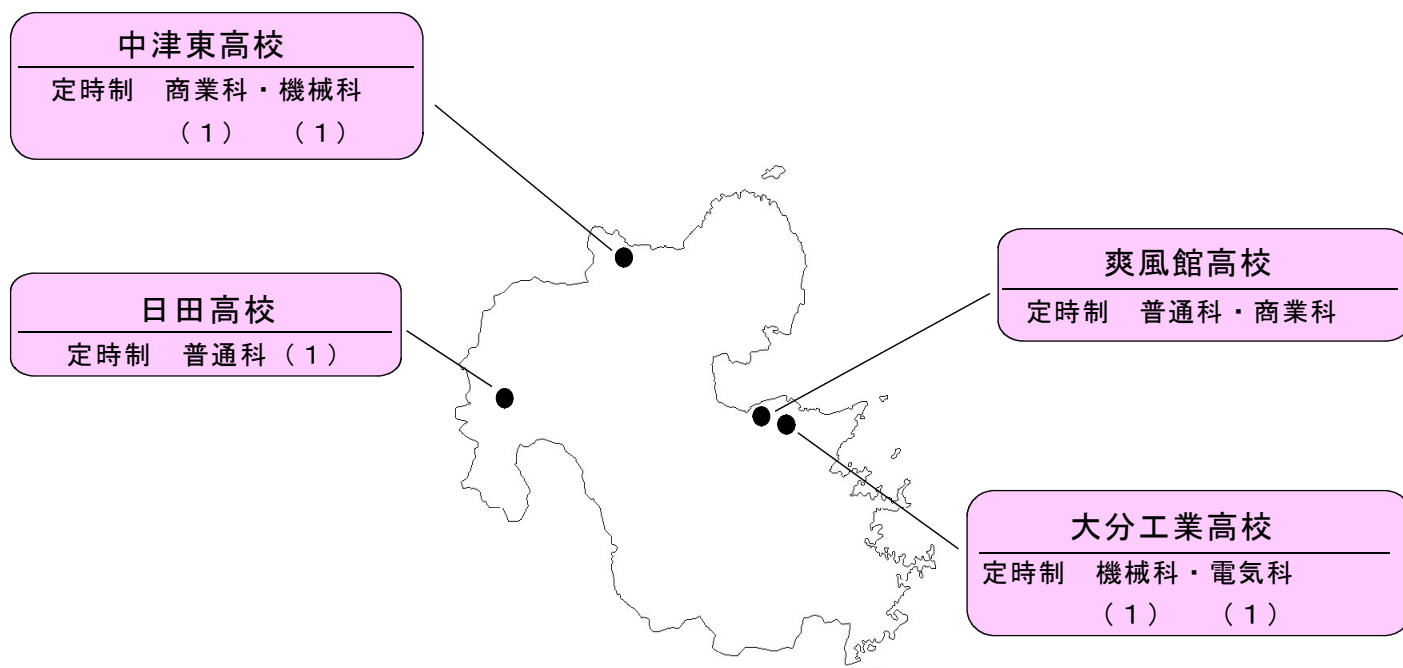 中津東高校
定時制　商業科・機械科
（１）　（１）
日田高校
定時制　普通科（１）
爽風館高校
定時制　普通科・商業科
大分工業高校
定時制　機械科・電気科
（１）　（１）